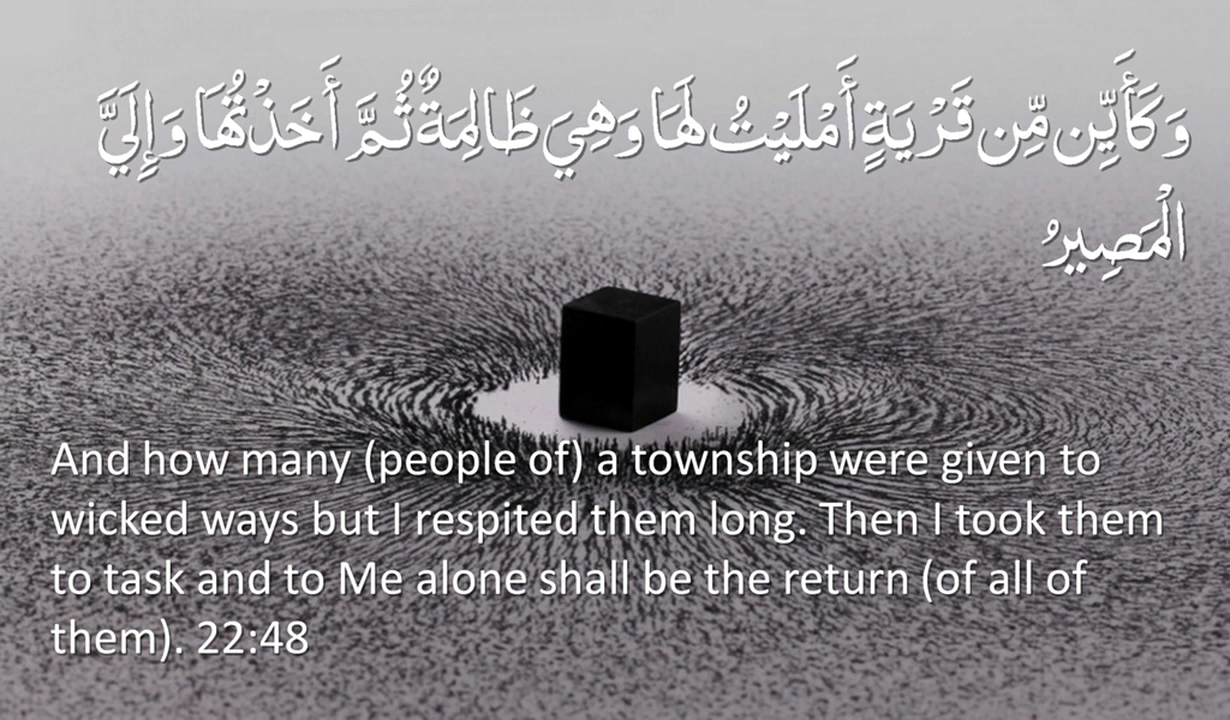 وَكَأَيِّن مِّن قَرْيَةٍ أَمْلَيْتُ لَهَا وَهِيَ ظَالِمَةٌ ثُمَّ أَخَذْتُهَا وَإِلَيَّ
الْمَصِيرُ
And how many (people of) a township were given to
wicked ways but I respited them long. Then I took them
to task and to Me alone shall be the return (of all of
them). 22:48